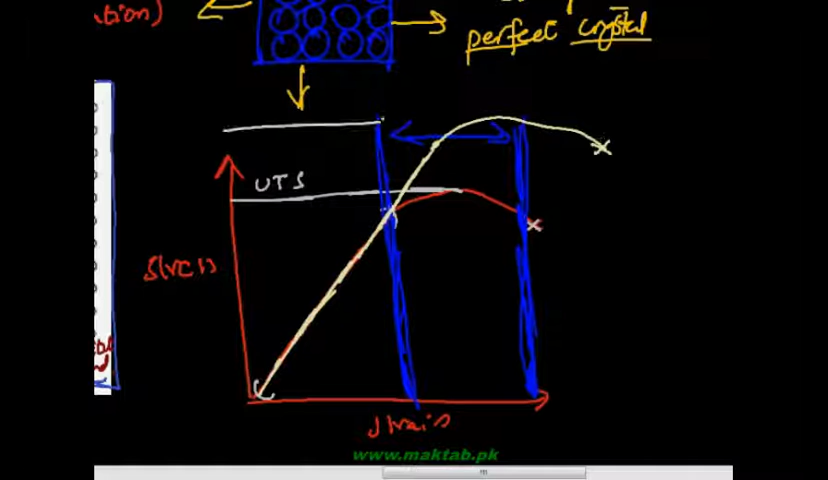 ation)
perfect crystal
UTS
Stress
strain
www.maktab.pk